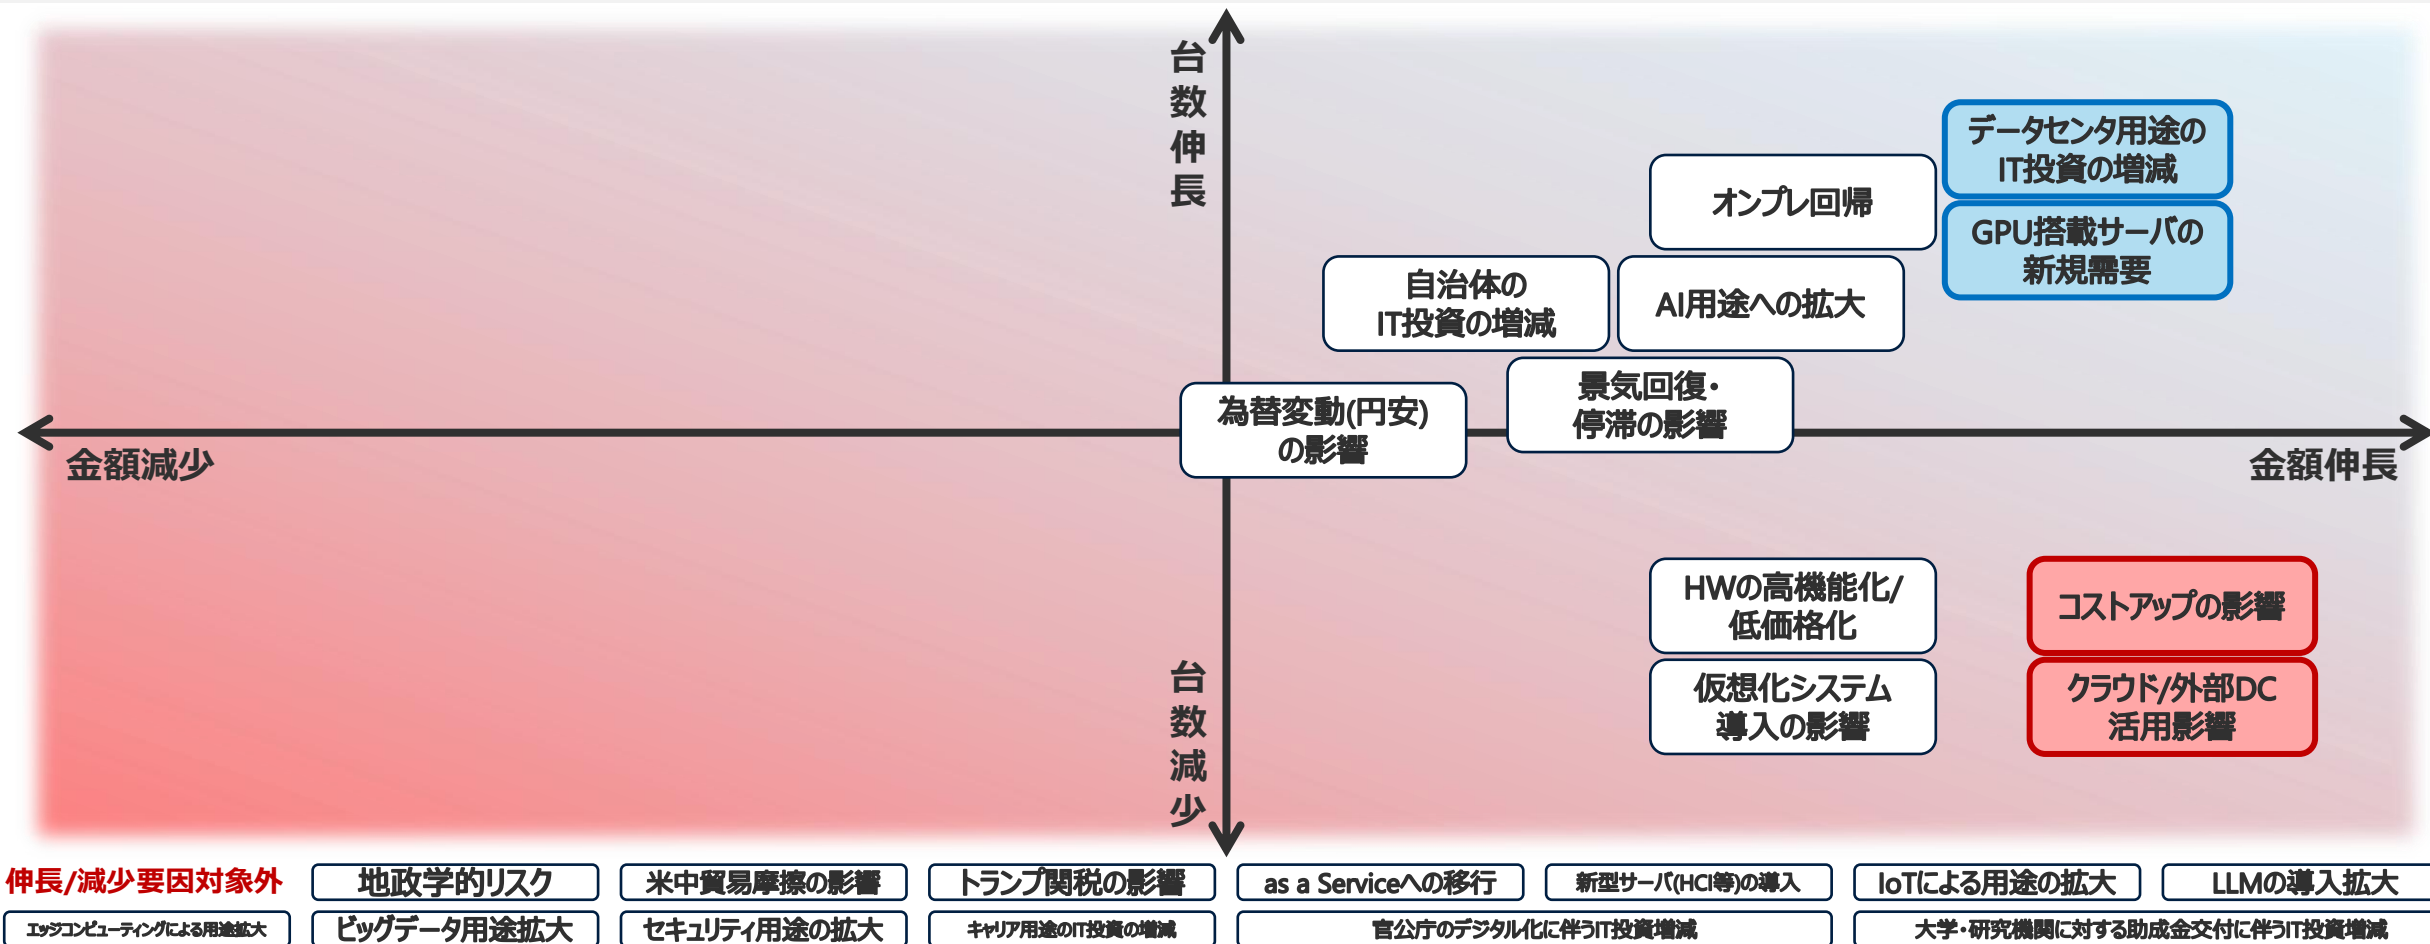 台数伸長
データセンタ用途の
IT投資の増減
オンプレ回帰
GPU搭載サーバの
新規需要
自治体の
IT投資の増減
AI用途への拡大
景気回復・
停滞の影響
為替変動(円安)
の影響
金額減少
金額伸長
HWの高機能化/
低価格化
コストアップの影響
仮想化システム
導入の影響
クラウド/外部DC
活用影響
台数減少
伸長/減少要因対象外
地政学的リスク
米中貿易摩擦の影響
トランプ関税の影響
as a Serviceへの移行
新型サーバ(HCI等)の導入
IoTによる用途の拡大
LLMの導入拡大
エッジコンピューティングによる用途拡大
ビッグデータ用途拡大
セキュリティ用途の拡大
キャリア用途のIT投資の増減
官公庁のデジタル化に伴うIT投資増減
大学・研究機関に対する助成金交付に伴うIT投資増減